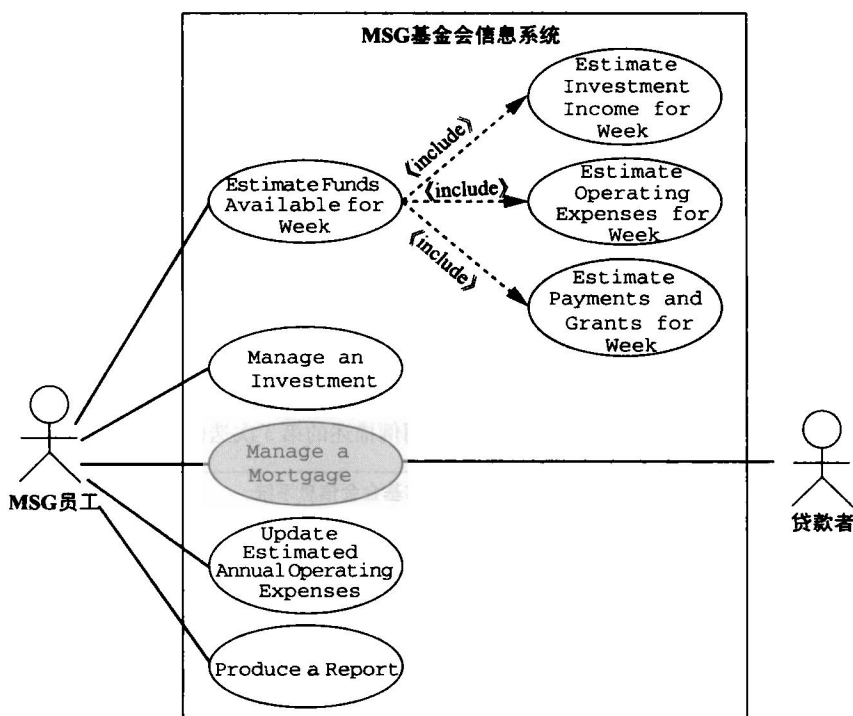 MSG基金会信息系统
Estimate
Investment
Income for
Week
《include》
Estimate Funds
Available for
Week
《include》
Estimate
Operating
Expenses for
Week
《include》
Estimate
Payments and
Grants for
Week
Manage an
Investment
Manage a
Mortgage
MSG员工
贷款者
Update
Estimated
Annual Operating
Expenses
Produce a Report